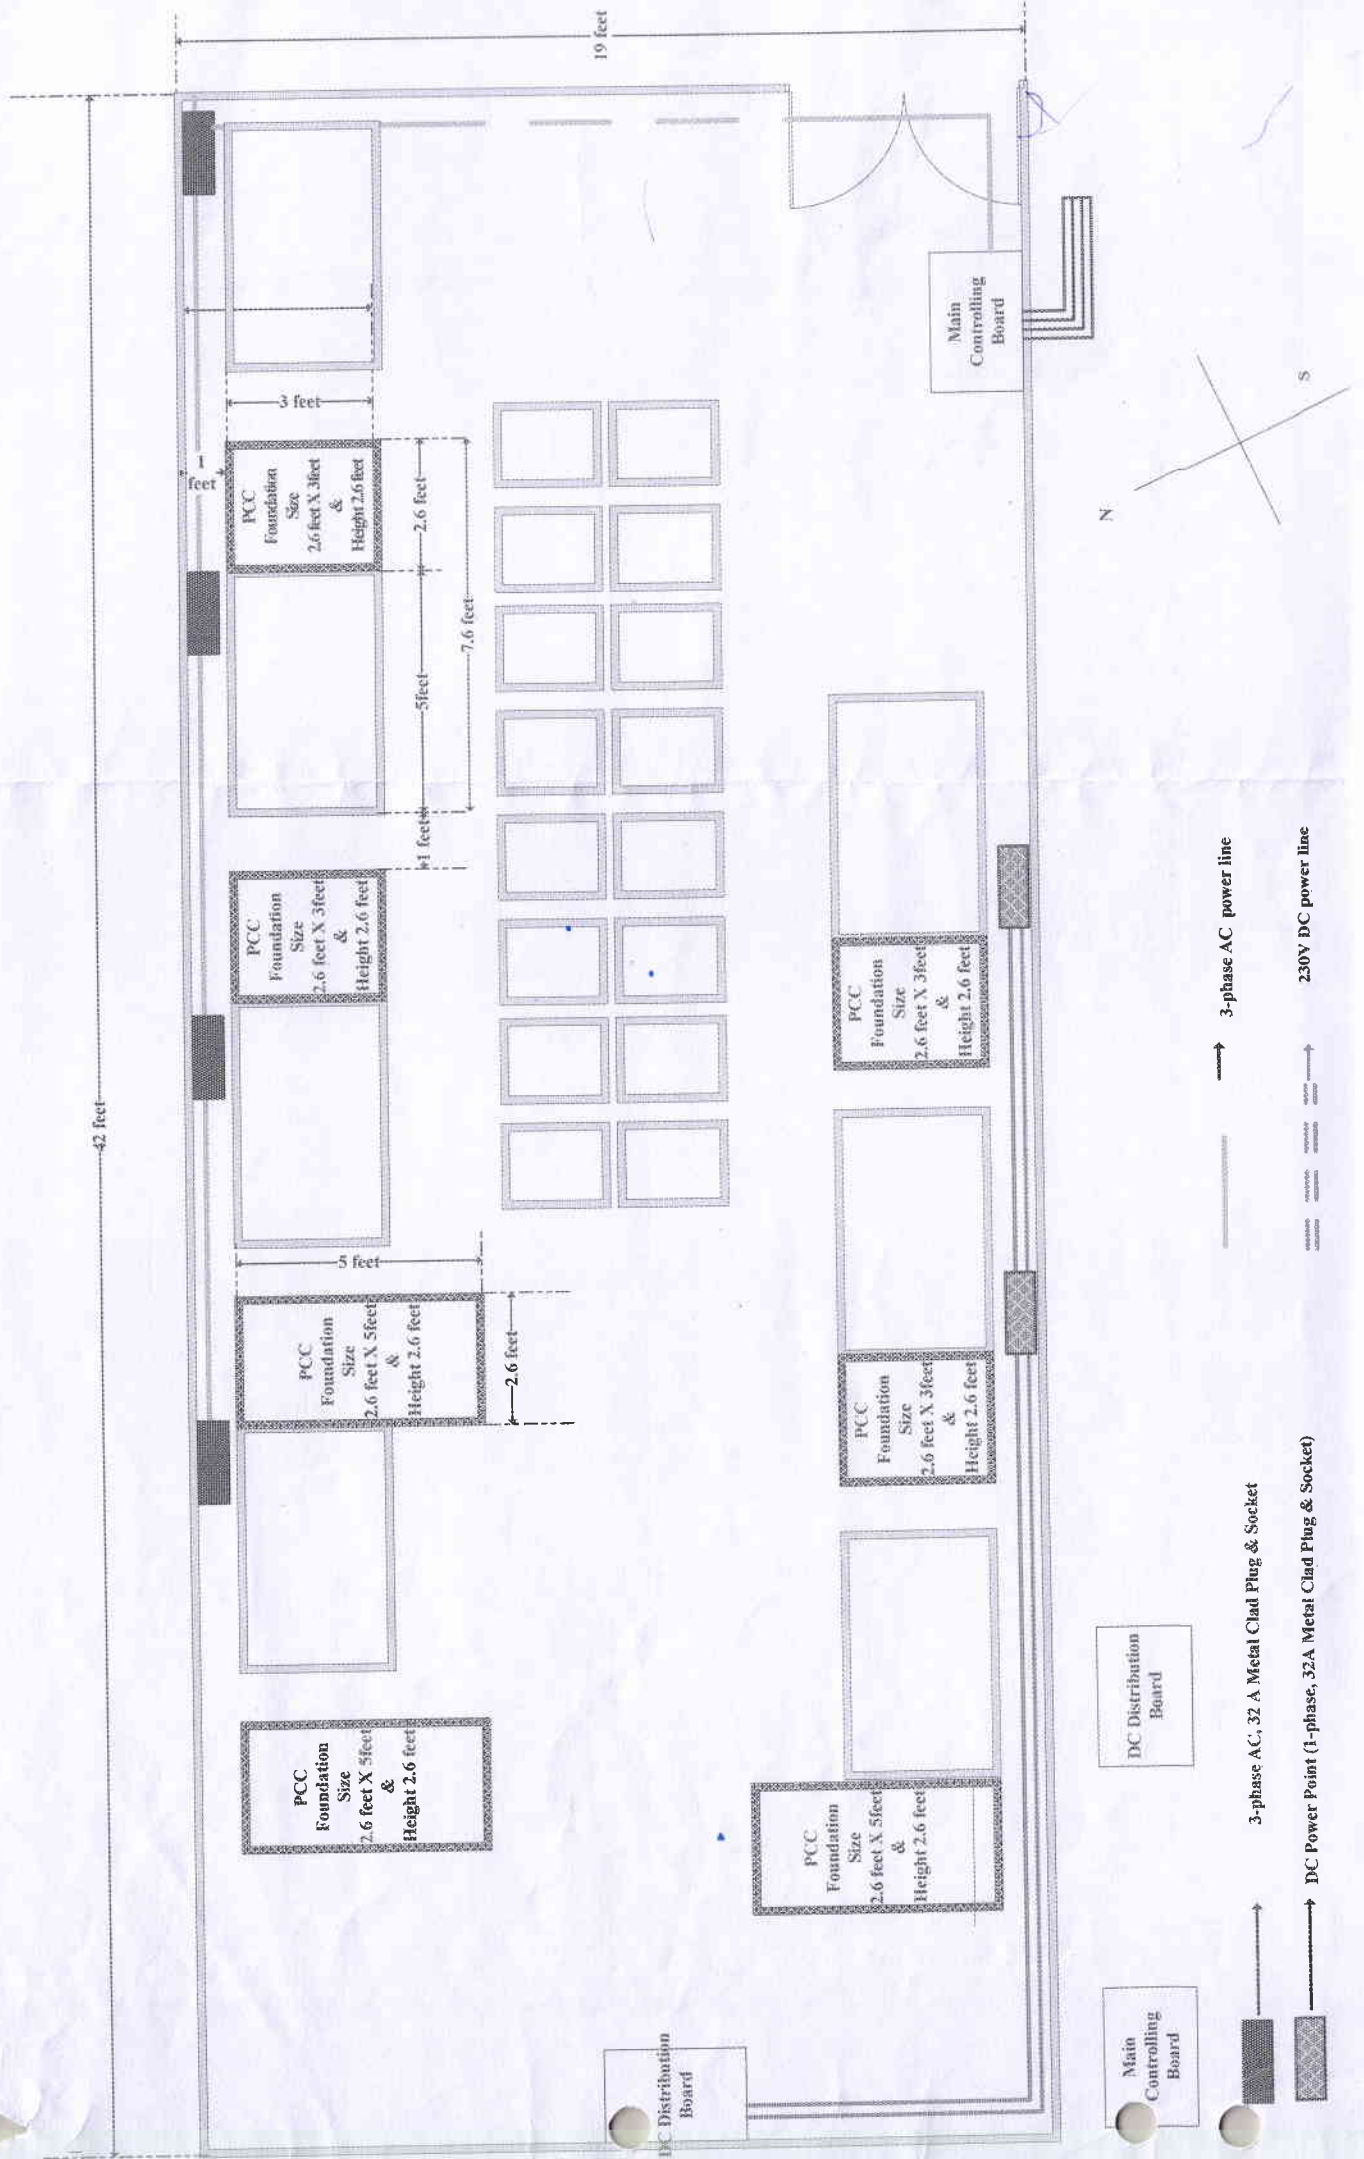 42 feet
19 feet
PCC
Foundation
Size
2.6 feet X 5feet
&
Height 2.6 feet
PCC
Foundation
Size
2.6 feet X 5feet
&
Height 2.6 feet
5 feet
2.6 feet
PCC
Foundation
Size
2.6 feet X 3feet
&
Height 2.6 feet
1 feet
5feet
7.6 feet
2.6 feet
PCC
Foundation
Size
2.6 feet X 3feet
&
Height 2.6 feet
1
feet
3 feet
DC Distribution
Board
PCC
Foundation
Size
2.6 feet X 5feet
&
Height 2.6 feet
PCC
Foundation
Size
2.6 feet X 3feet
&
Height 2.6 feet
PCC
Foundation
Size
2.6 feet X 3feet
&
Height 2.6 feet
Main
Controlling
Board
N
S
Main
Controlling
Board
DC Distribution
Board
3-phase AC, 32 A Metal Clad Plug & Socket
3-phase AC power line
DC Power Point (1-phase, 32A Metal Clad Plug & Socket)
230V DC power line